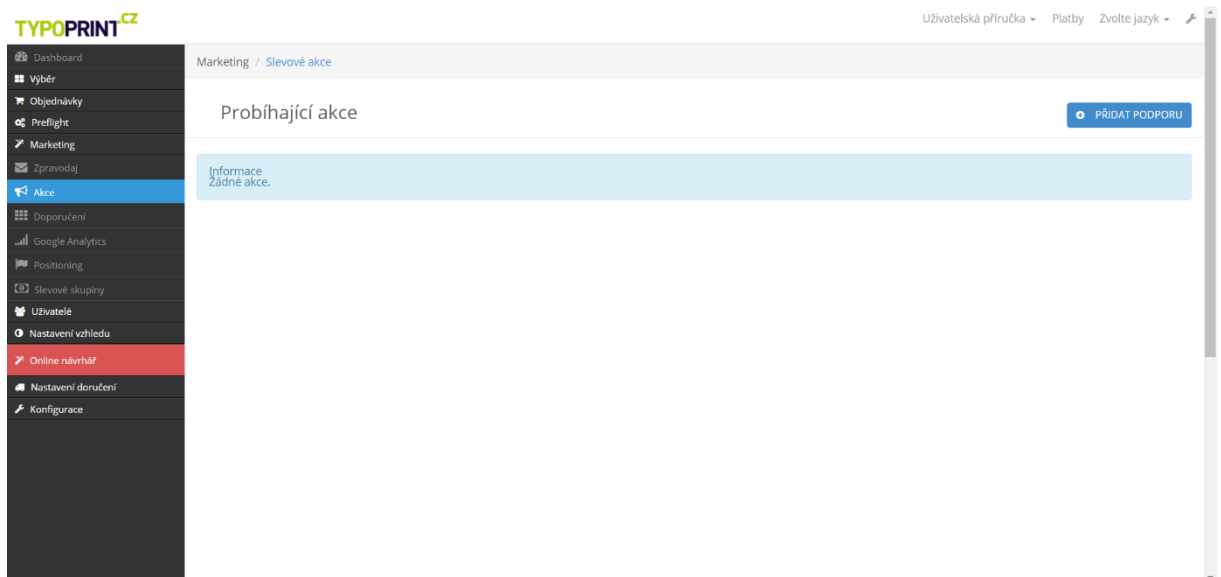 TYPOPRINT.CZ
Uživatelská příručka Platby Zvolte jazyk
Dashboard
Výběr
Objednávky
Preflight
Marketing
Zpravodaj
Akce
Doporučení
Google Analytics
Positioning
Slevové skupiny
Uživatelé
Nastavení vzhledu
Online návrhář
Nastavení doručení
Konfigurace
Marketing / Slevové akce
Probíhající akce
PŘIDAT PODPORU
Informace
Žádné akce.